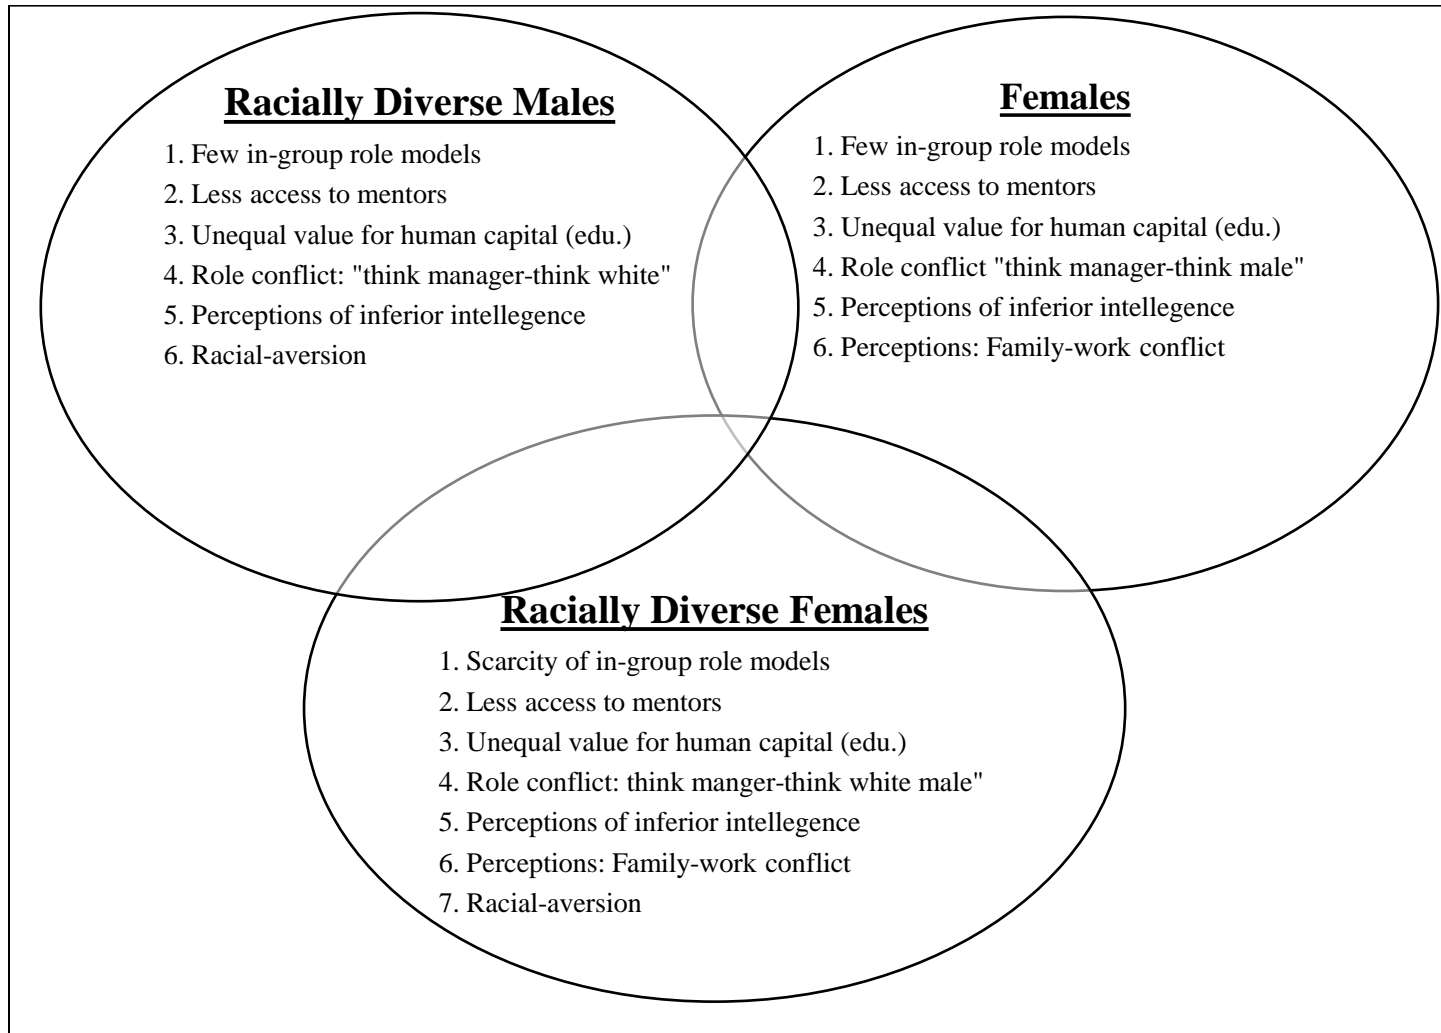 Racially Diverse Males
1. Few in-group role models
2. Less access to mentors
3. Unequal value for human capital (edu.)
4. Role conflict: "think manager-think white"
5. Perceptions of inferior intellegence
6. Racial-aversion
Females
1. Few in-group role models
2. Less access to mentors
3. Unequal value for human capital (edu.)
4. Role conflict "think manager-think male"
5. Perceptions of inferior intellegence
6. Perceptions: Family-work conflict
Racially Diverse Females
1. Scarcity of in-group role models
2. Less access to mentors
3. Unequal value for human capital (edu.)
4. Role conflict: think manger-think white male"
5. Perceptions of inferior intellegence
6. Perceptions: Family-work conflict
7. Racial-aversion